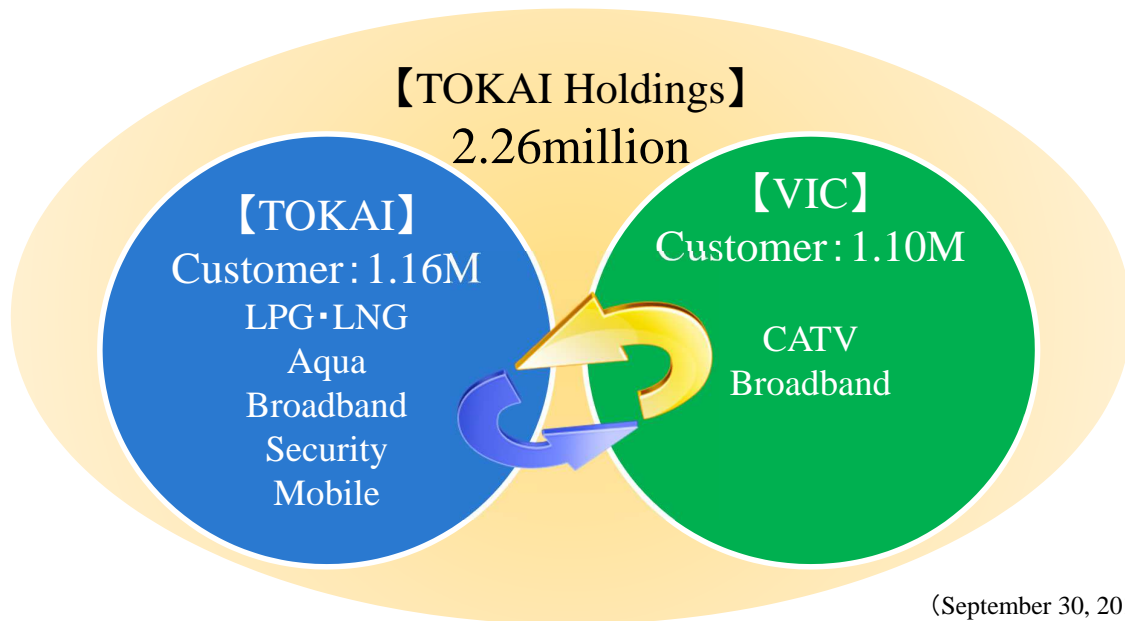 【TOKAI Holdings】
2.26million
【TOKAI】
Customer：1.16M
LPG・LNG
Aqua
Broadband
Security
Mobile
【VIC】
Customer：1.10M
CATV
Broadband
（September 30, 20